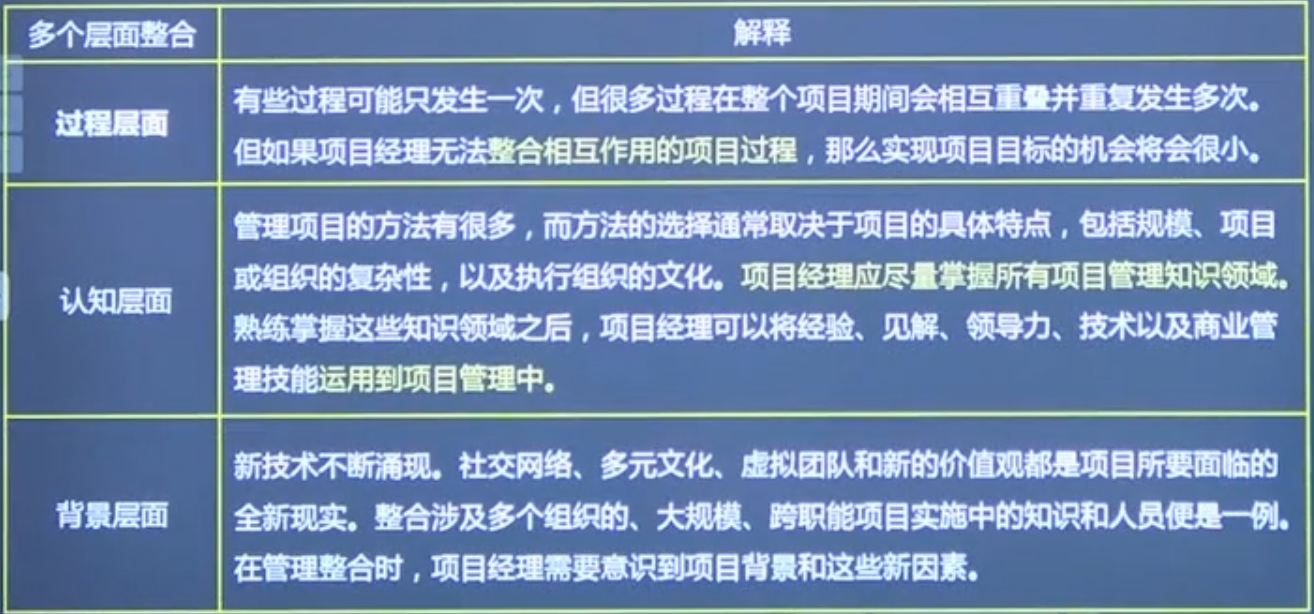 多个层面整合
解释
过程层面
有些过程可能只发生一次，但很多过程在整个项目期间会相互重叠并重复发生多次。
但如果项目经理无法整合相互作用的项目过程，那么实现项目目标的机会将会很小。
认知层面
管理项目的方法有很多，而方法的选择通常取决于项目的具体特点，包括规模、项目
或组织的复杂性，以及执行组织的文化。项目经理应尽量掌握所有项目管理知识领域。
熟练掌握这些知识领域之后，项目经理可以将经验、见解、领导力、技术以及商业管
理技能运用到项目管理中。
背景层面
新技术不断涌现。社交网络、多元文化、虚拟团队和新的价值观都是项目所要面临的
全新现实。整合涉及多个组织的、大规模、跨职能项目实施中的知识和人员便是一例。
在管理整合时，项目经理需要意识到项目背景和这些新因素。